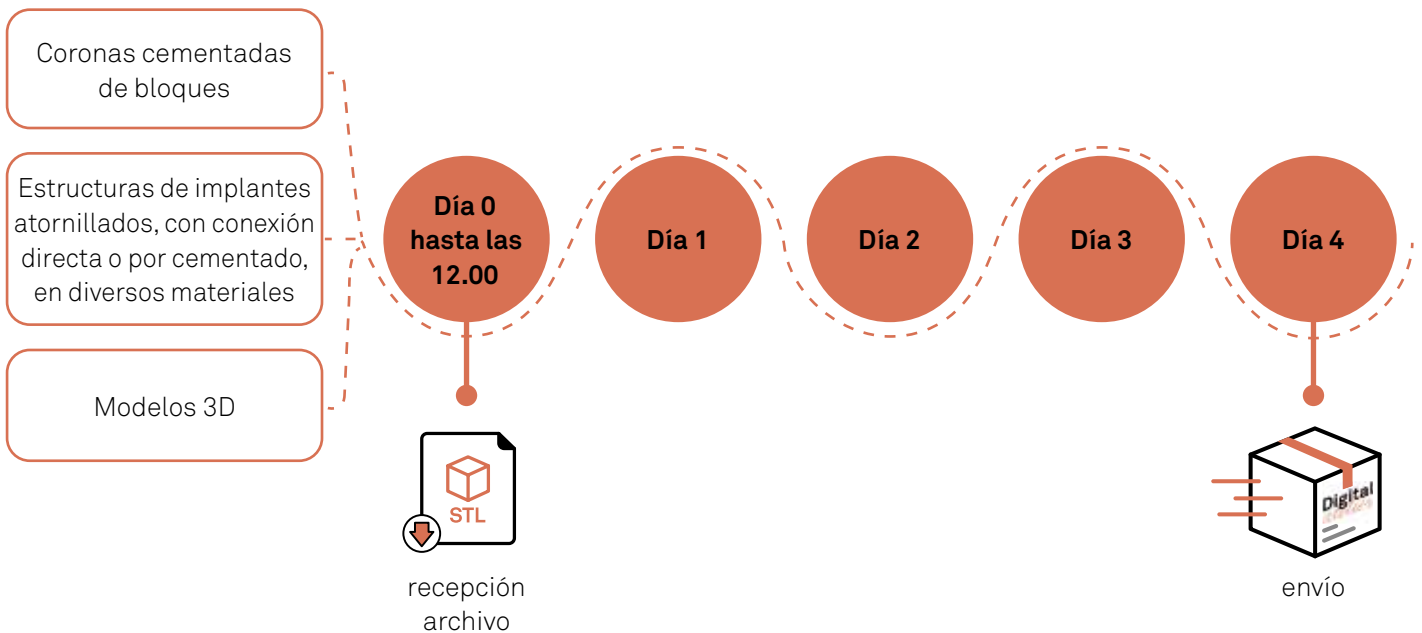 Coronas cementadas
de bloques
Estructuras de implantes
atornillados, con conexión
directa o por cementado,
en diversos materiales
Modelos 3D
Día 0
hasta las
12.00
Día 1
Día 2
Día 3
Día 4
STL
recepción
archivo
Digital
envío